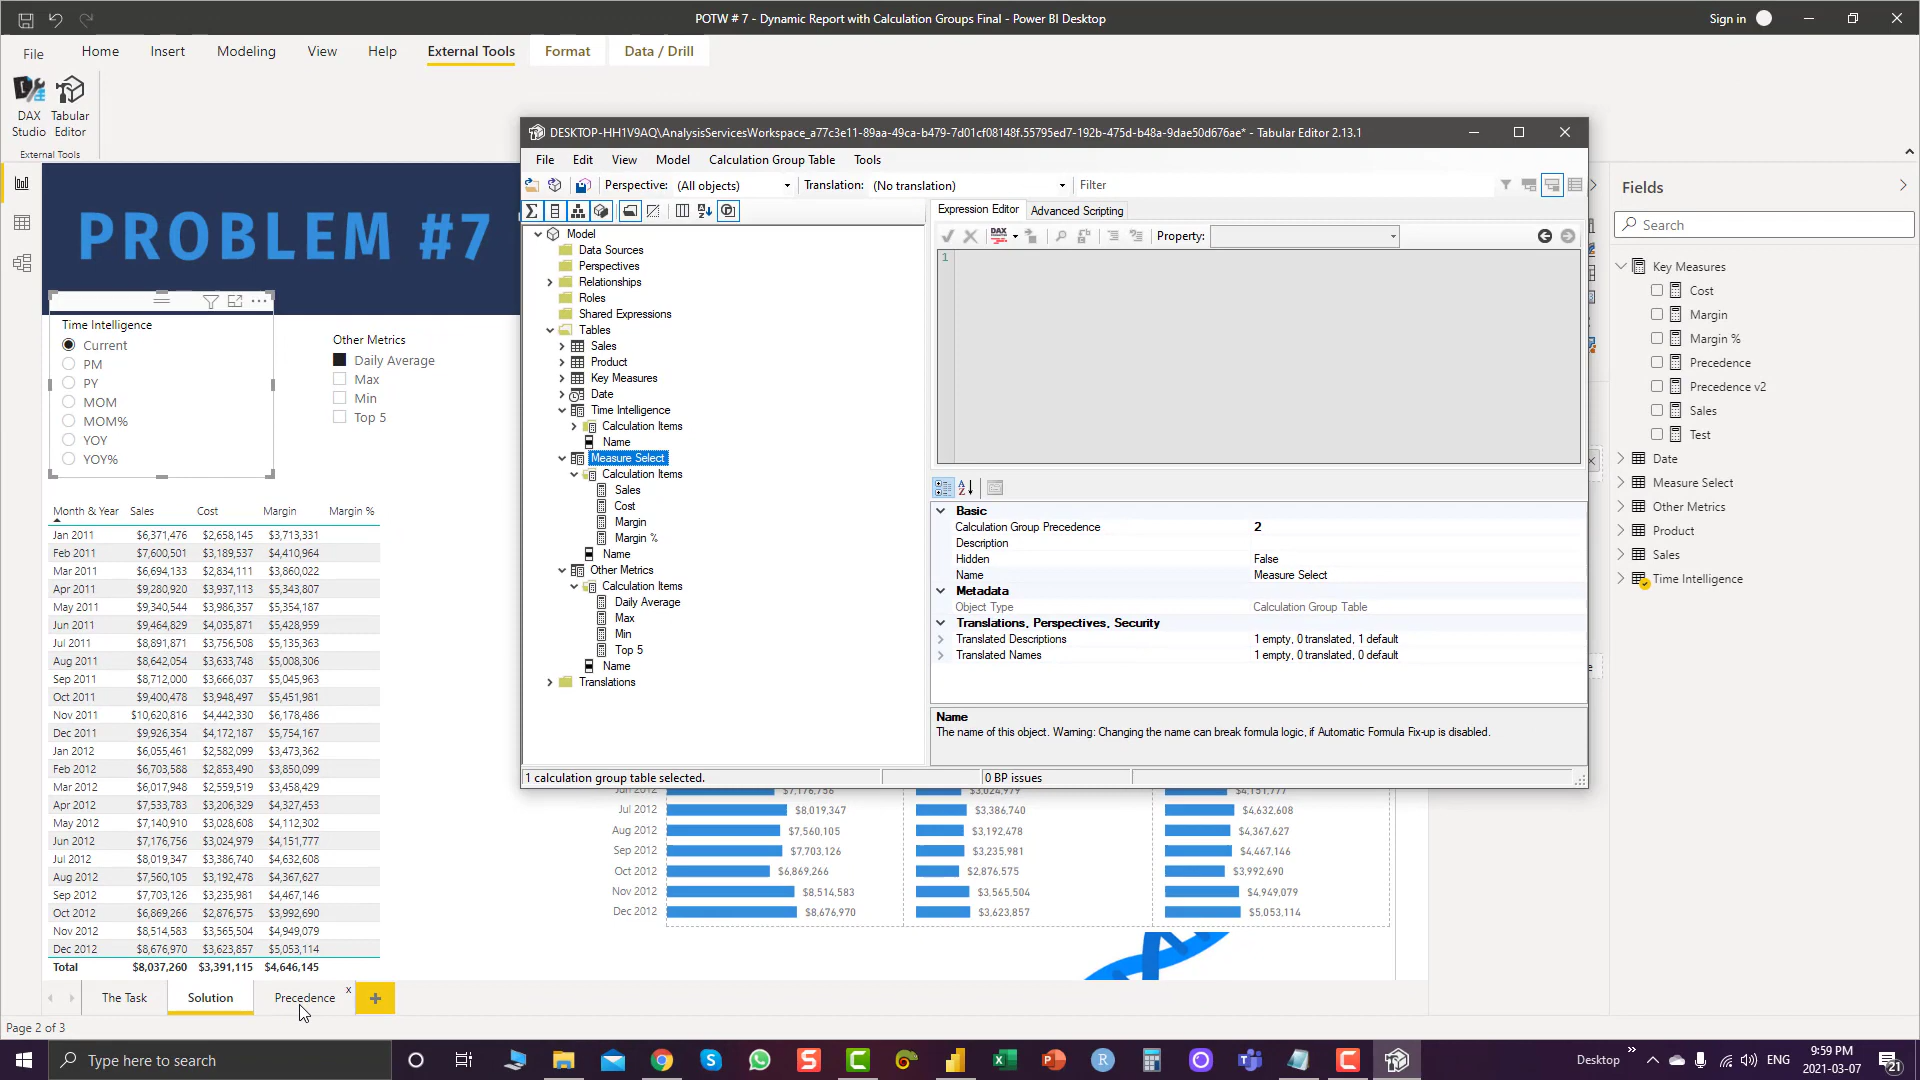 POTW # 7 - Dynamic Report with Calculation Groups Final - Power BI Desktop
Sign in
File
Home
Insert
Modeling
View
Help
External Tools
Format
Data / Drill
DAX Studio
Tabular Editor
External Tools
PROBLEM #7
Time Intelligence
Current
PM
PY
MOM
MOM%
YOY
YOY%
Other Metrics
Daily Average
Max
Min
Top 5
Month & Year Sales Cost Margin Margin %
Jan 2011 $6,371,476 $2,658,145 $3,713,331
Feb 2011 $7,600,501 $3,189,537 $4,410,964
Mar 2011 $6,694,133 $2,834,111 $3,860,022
Apr 2011 $9,280,920 $3,937,113 $5,343,807
May 2011 $9,340,544 $3,986,357 $5,354,187
Jun 2011 $9,464,829 $4,035,871 $5,428,959
Jul 2011 $8,891,871 $3,756,508 $5,135,363
Aug 2011 $8,642,054 $3,633,748 $5,008,306
Sep 2011 $8,712,000 $3,666,037 $5,045,963
Oct 2011 $9,400,478 $3,948,497 $5,451,981
Nov 2011 $10,620,816 $4,442,330 $6,178,486
Dec 2011 $9,926,354 $4,172,187 $5,754,167
Jan 2012 $6,055,461 $2,582,099 $3,473,362
Feb 2012 $6,703,588 $2,853,490 $3,850,099
Mar 2012 $6,017,948 $2,559,519 $3,458,429
Apr 2012 $7,533,783 $3,206,329 $4,327,453
May 2012 $7,140,910 $3,028,608 $4,112,302
Jun 2012 $7,176,756 $3,024,979 $4,151,777
Jul 2012 $8,019,347 $3,386,740 $4,632,608
Aug 2012 $7,560,105 $3,192,478 $4,367,627
Sep 2012 $7,703,126 $3,235,981 $4,467,146
Oct 2012 $6,869,266 $2,876,575 $3,992,690
Nov 2012 $8,514,583 $3,565,504 $4,949,079
Dec 2012 $8,676,970 $3,623,857 $5,053,114
Total $8,037,260 $3,391,115 $4,646,145
DESKTOP-HH1V9AQ\AnalysisServicesWorkspace_a77c3e11-89aa-49ca-b479-7d01cf08148f.55795ed7-192b-475d-b48a-9dae50d676ae* - Tabular Editor 2.13.1
File Edit View Model Calculation Group Table Tools
Perspective: (All objects) Translation: (No translation) Filter
Model
Data Sources
Perspectives
Relationships
Roles
Shared Expressions
Tables
Sales
Product
Key Measures
Date
Time Intelligence
Calculation Items
Name
Measure Select
Calculation Items
Sales
Cost
Margin
Margin %
Name
Other Metrics
Calculation Items
Daily Average
Max
Min
Top 5
Name
Translations
Expression Editor Advanced Scripting
DAX Property:
1
Basic
Calculation Group Precedence 2
Description
Hidden False
Name Measure Select
Metadata
Object Type Calculation Group Table
Translations, Perspectives, Security
Translated Descriptions 1 empty, 0 translated, 1 default
Translated Names 1 empty, 0 translated, 0 default
Name
The name of this object. Warning: Changing the name can break formula logic, if Automatic Formula Fix-up is disabled.
1 calculation group table selected. 0 BP issues
Jun 2012 $7,176,756 $3,024,979 $4,151,777
Jul 2012 $8,019,347 $3,386,740 $4,632,608
Aug 2012 $7,560,105 $3,192,478 $4,367,627
Sep 2012 $7,703,126 $3,235,981 $4,467,146
Oct 2012 $6,869,266 $2,876,575 $3,992,690
Nov 2012 $8,514,583 $3,565,504 $4,949,079
Dec 2012 $8,676,970 $3,623,857 $5,053,114
Fields
Search
Key Measures
Cost
Margin
Margin %
Precedence
Precedence v2
Sales
Test
Date
Measure Select
Other Metrics
Product
Sales
Time Intelligence
The Task Solution Precedence x +
Page 2 of 3
Type here to search
Desktop
ENG
9:59 PM
2021-03-07
21